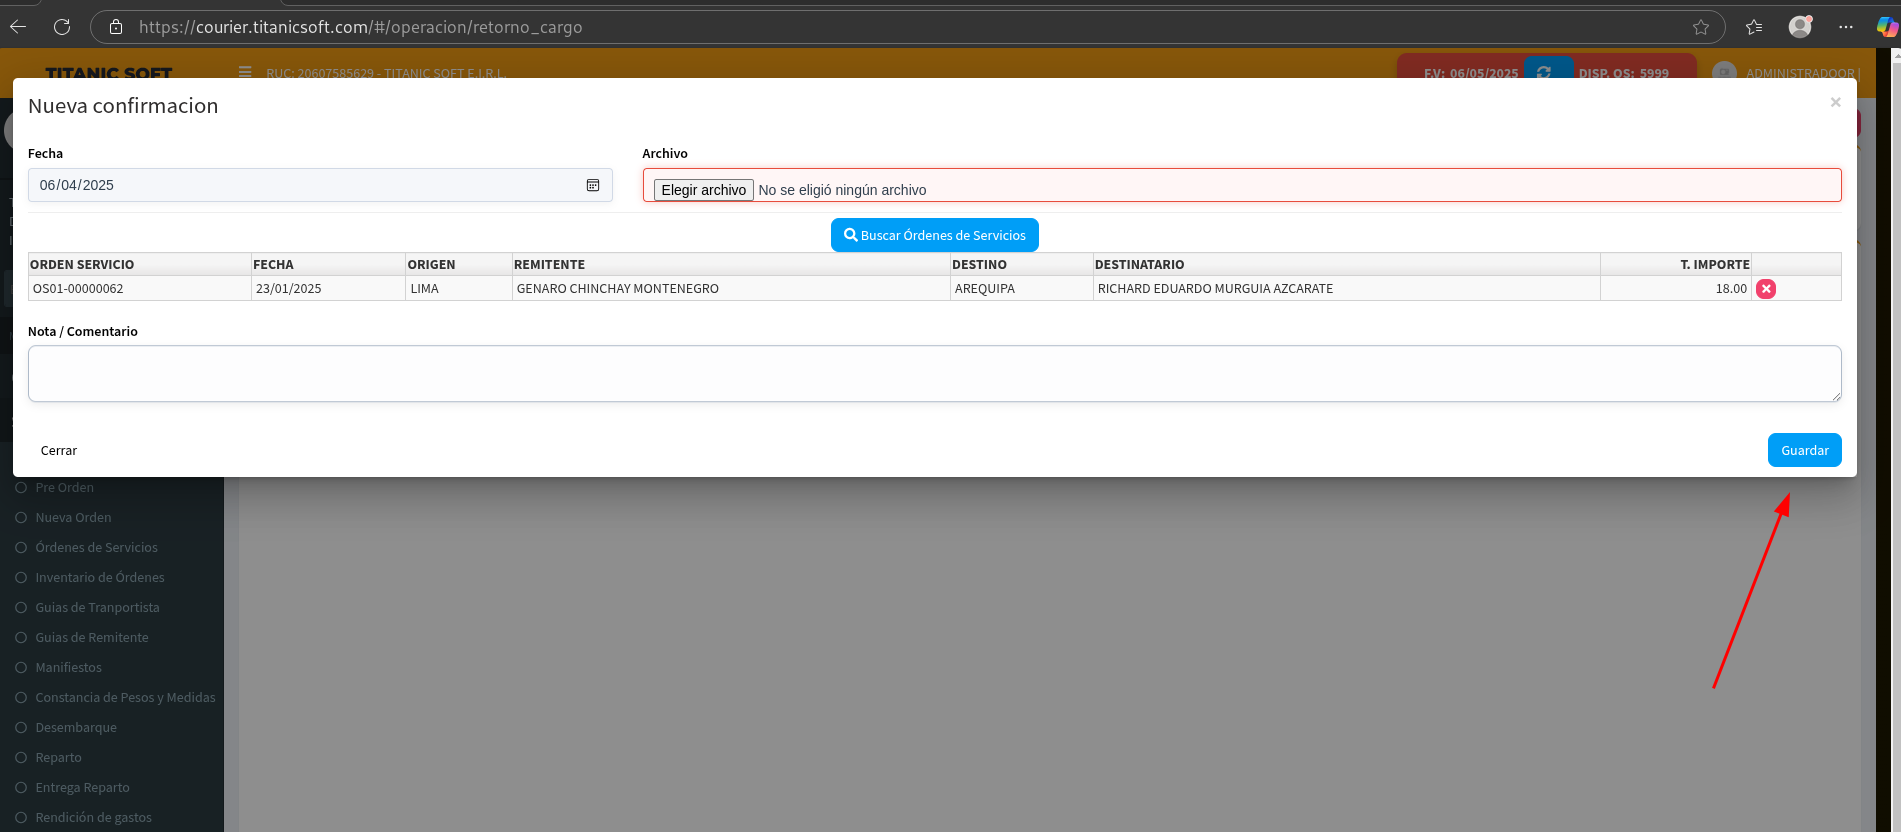 https://courier.titanicsoft.com/#/operacion/retorno_cargo
TITANIC SOFT
RUC: 20607585629 - TITANIC SOFT E.I.R.L.
F.V: 06/05/2025
DISP. OS: 5999
ADMINISTRADOOR |
Nueva confirmacion
×
Fecha
Archivo
06/04/2025
Elegir archivo No se eligió ningún archivo
Buscar Órdenes de Servicios
ORDEN SERVICIO FECHA ORIGEN REMITENTE DESTINO DESTINATARIO T. IMPORTE
OS01-00000062 23/01/2025 LIMA GENARO CHINCHAY MONTENEGRO AREQUIPA RICHARD EDUARDO MURGUIA AZCARATE 18.00
Nota / Comentario
Cerrar
Guardar
Pre Orden
Nueva Orden
Órdenes de Servicios
Inventario de Órdenes
Guias de Tranportista
Guias de Remitente
Manifiestos
Constancia de Pesos y Medidas
Desembarque
Reparto
Entrega Reparto
Rendición de gastos